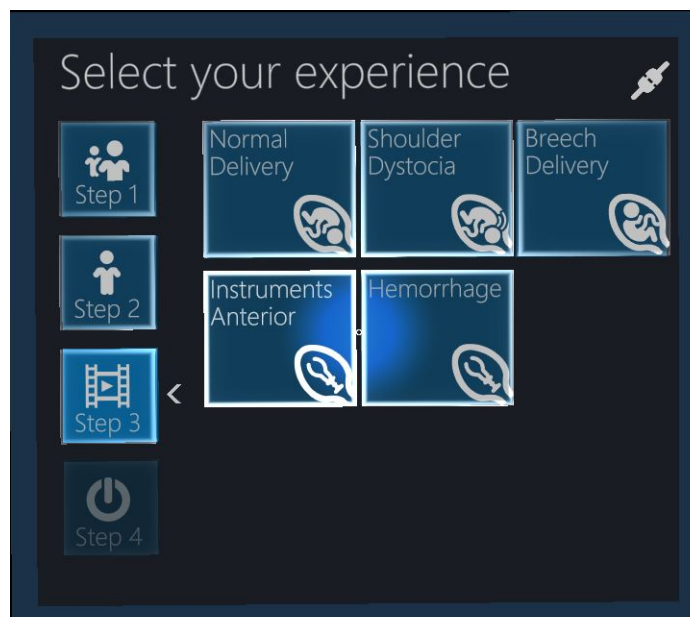 Select your experience
Step 1
Normal
Delivery
Shoulder
Dystocia
Breech
Delivery
Step 2
Instruments
Anterior
Hemorrhage
Step 3
Step 4